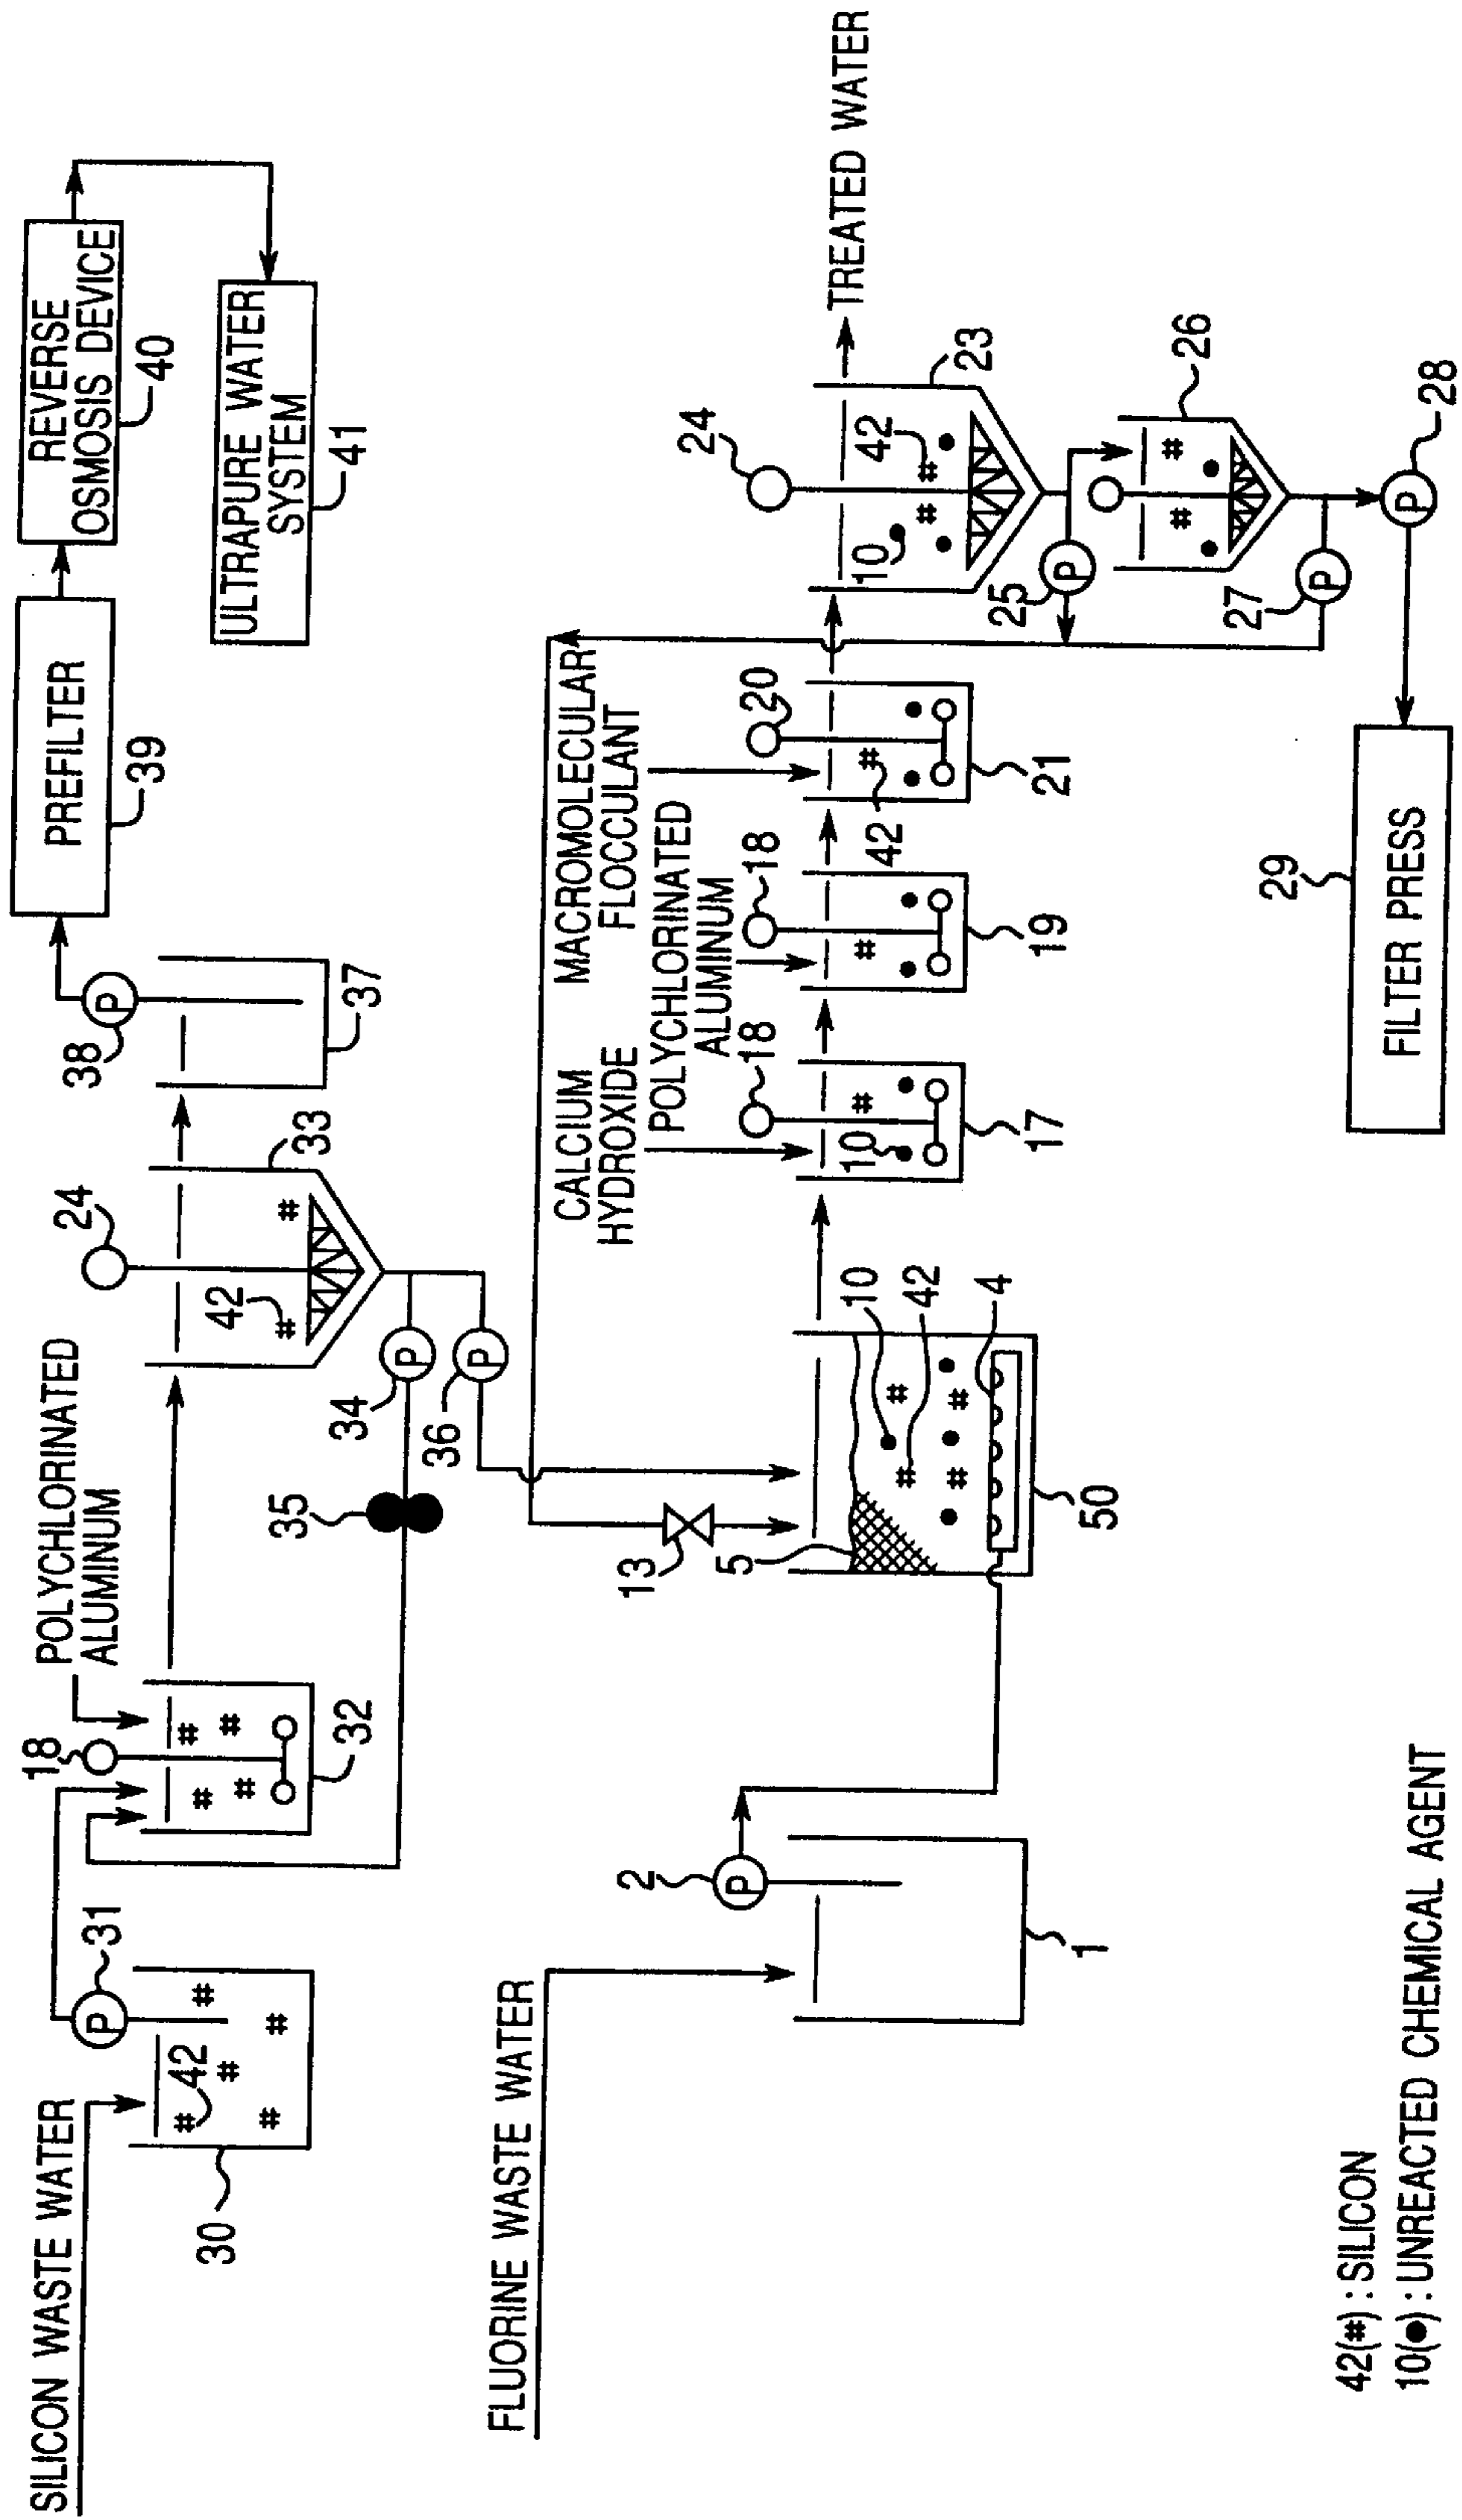 SILICON WASTE WATER
30
42
31
18
POLYCHLORINATED
ALUMINUM
32
P
35
34
P
36
P
24
42
33
38
P
37
PREFILTER
39
REVERSE
OSMOSIS DEVICE
40
ULTRAPURE WATER
SYSTEM
41
FLUORINE WASTE WATER
2
P
1
13
5
10
42
4
50
CALCIUM
HYDROXIDE
18
10
17
POLYCHLORINATED
ALUMINUM
18
19
MACROMOLECULAR
FLOCCULANT
20
42
21
24
10
42
23
TREATED WATER
25
P
26
27
P
28
P
29
FILTER PRESS
42(#) : SILICON
10(●) : UNREACTED CHEMICAL AGENT